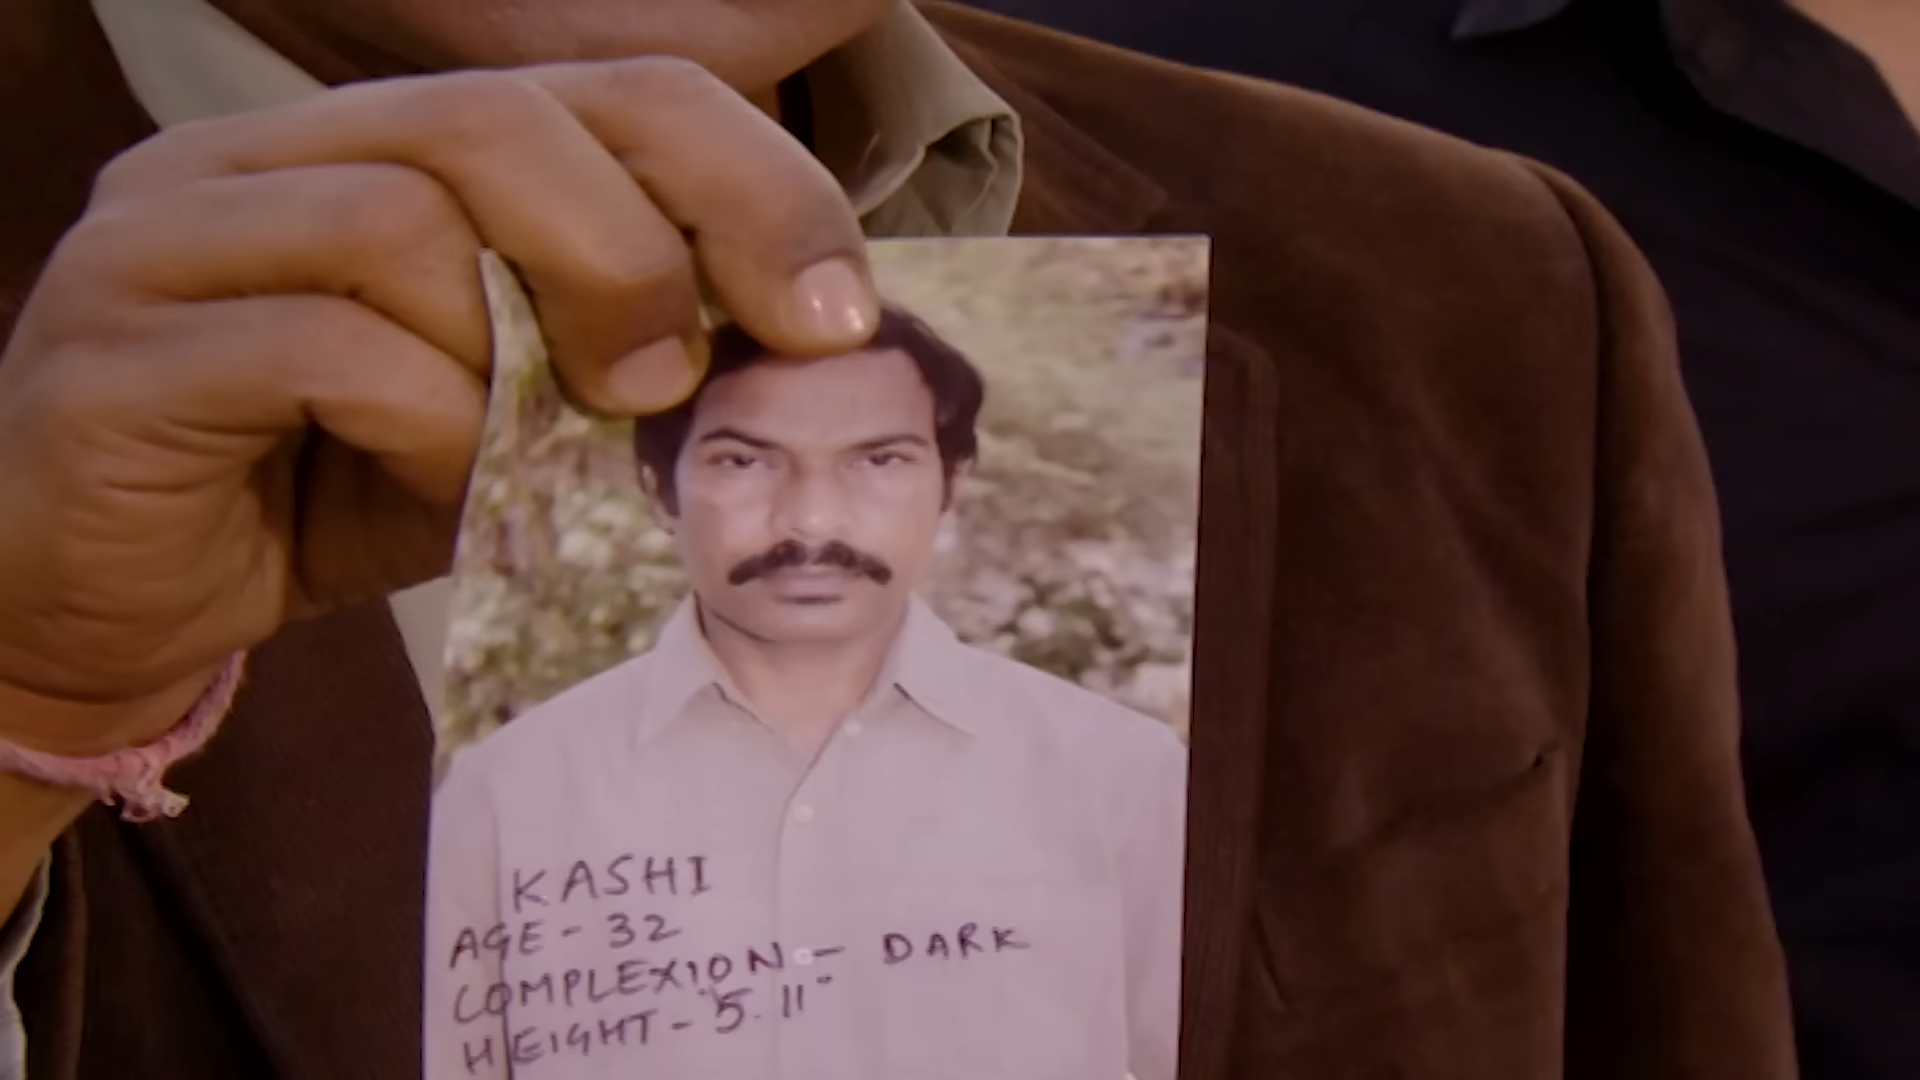 KASHI
AGE - 32
COMPLEXION - DARK
HEIGHT - 5.11"